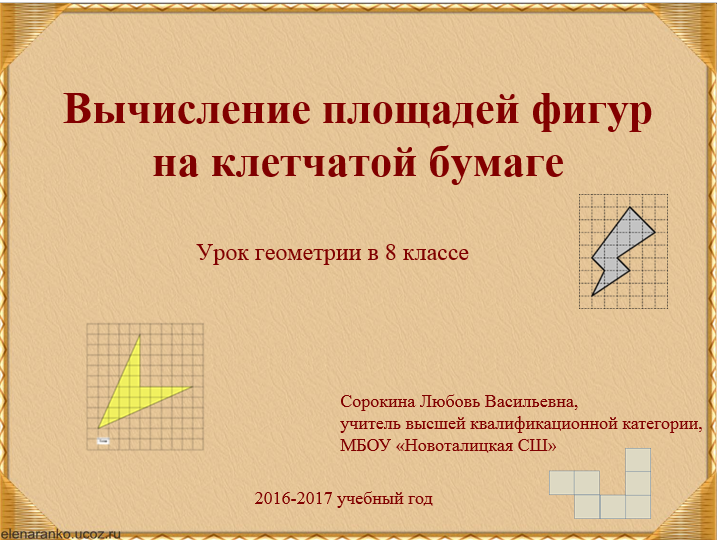 Вычисление площадей фигур
на клетчатой бумаге
Урок геометрии в 8 классе
Сорокина Любовь Васильевна,
учитель высшей квалификационной категории,
МБОУ «Новоталицкая СШ»
2016-2017 учебный год
elenaranko.ucoz.ru